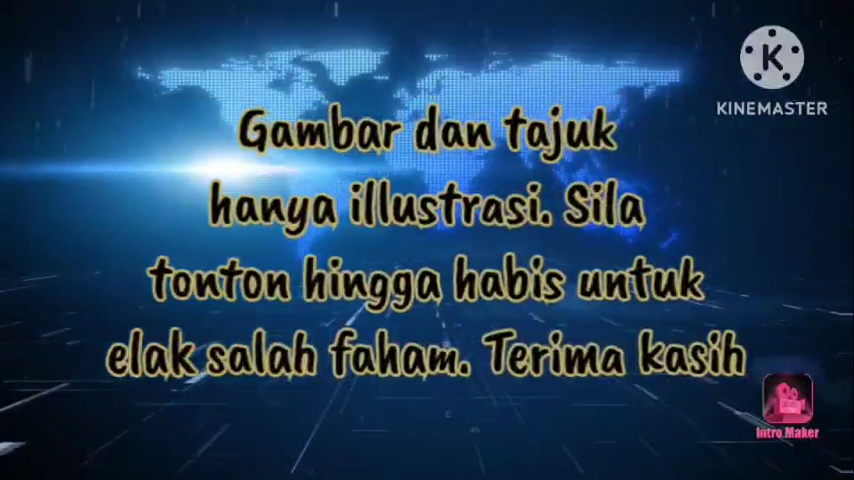 KINEMASTER
Gambar dan tajuk
hanya illustrasi. Sila
tonton hingga habis untuk
elak salah faham. Terima kasih
Intro Maker